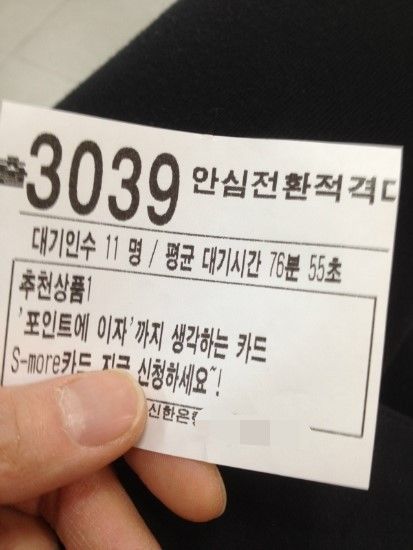 3039 안심전환적격대
대기인수 11 명 / 평균 대기시간 76분 55초
추천상품1
'포인트에 이자'까지 생각하는 카드
S-more카드 지금 신청하세요~!
신한은행